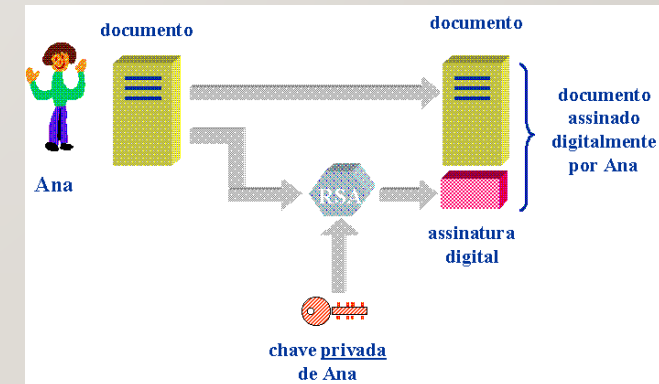 documento
documento
documento
assinado
digitalmente
por Ana
Ana
RSA
assinatura
digital
chave privada
de Ana